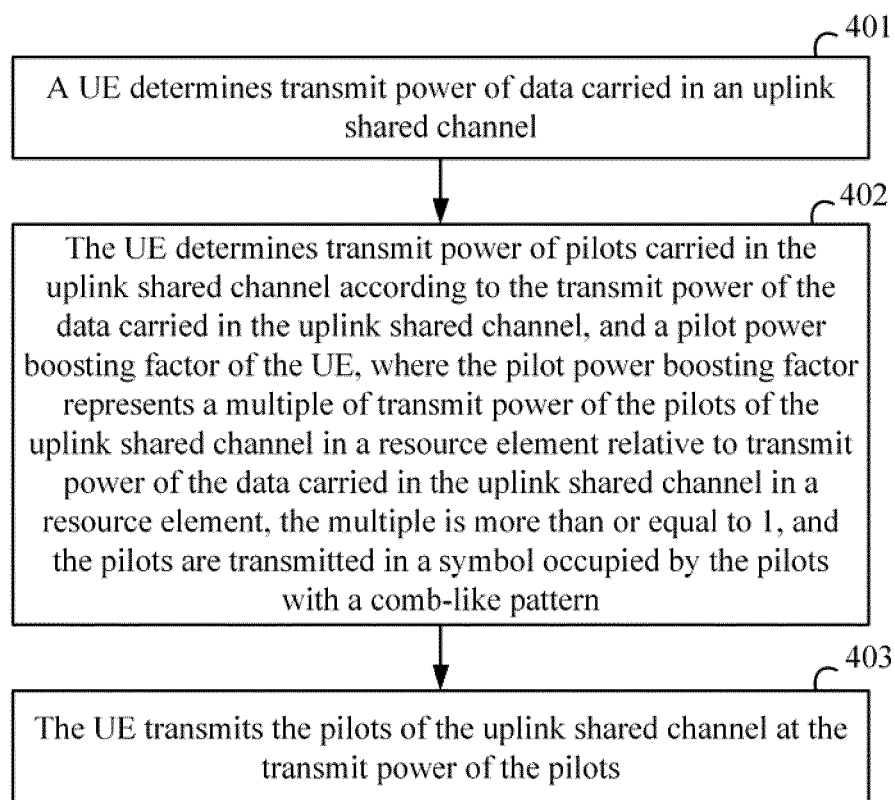 401
A UE determines transmit power of data carried in an uplink
shared channel
402
The UE determines transmit power of pilots carried in the
uplink shared channel according to the transmit power of the
data carried in the uplink shared channel, and a pilot power
boosting factor of the UE, where the pilot power boosting factor
represents a multiple of transmit power of the pilots of the
uplink shared channel in a resource element relative to transmit
power of the data carried in the uplink shared channel in a
resource element, the multiple is more than or equal to 1, and
the pilots are transmitted in a symbol occupied by the pilots
with a comb-like pattern
403
The UE transmits the pilots of the uplink shared channel at the
transmit power of the pilots